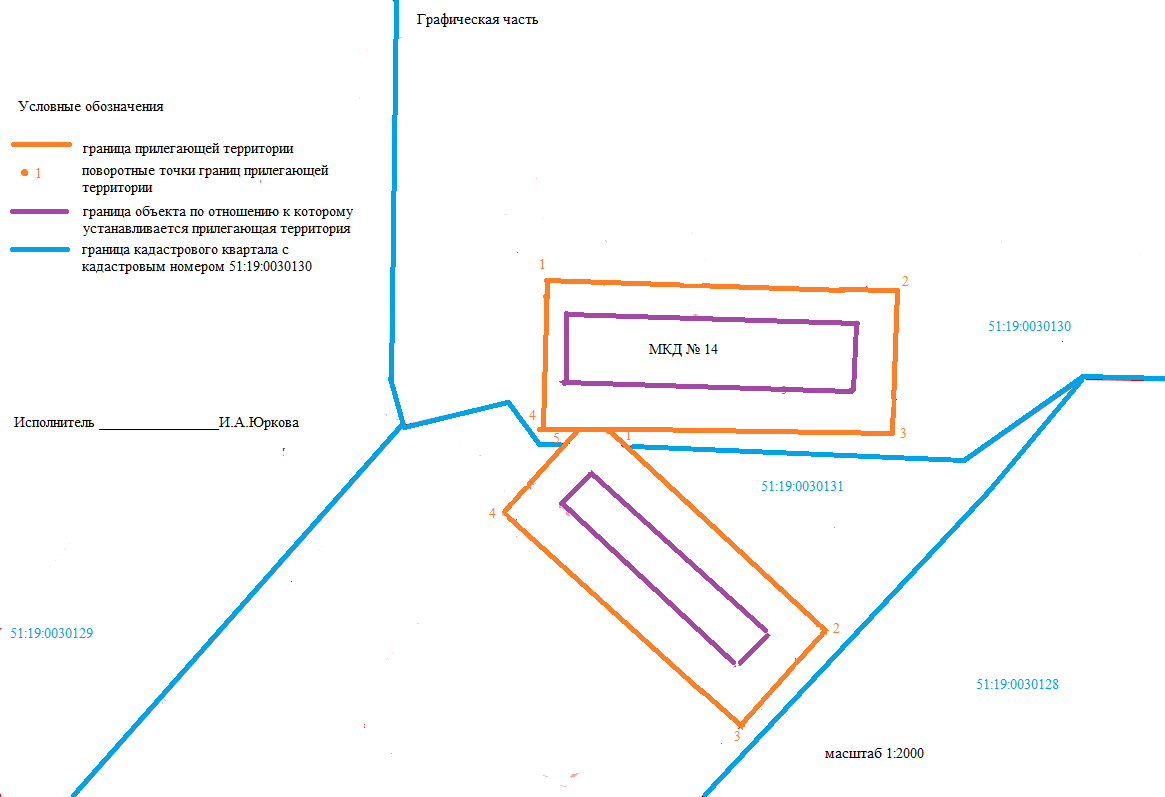 Графическая часть
Условные обозначения
граница прилегающей территории
1
поворотные точки границ прилегающей
территории
граница объекта по отношению к которому
устанавливается прилегающая территория
граница кадастрового квартала с
кадастровым номером 51:19:0030130
1
2
51:19:0030130
МКД № 14
4
3
Исполнитель _________________И.А.Юркова
5
1
51:19:0030131
4
2
51:19:0030129
51:19:0030128
3
масштаб 1:2000